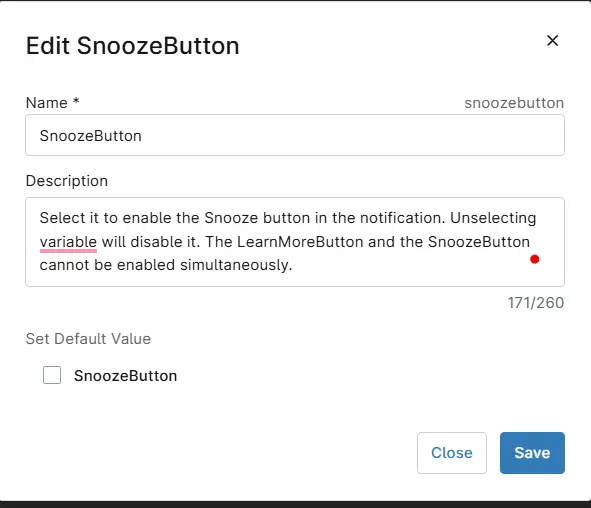 Edit SnoozeButton
Name * snoozebutton
SnoozeButton
Description
Select it to enable the Snooze button in the notification. Unselecting
variable will disable it. The LearnMoreButton and the SnoozeButton
cannot be enabled simultaneously.
171/260
Set Default Value
SnoozeButton
Close Save